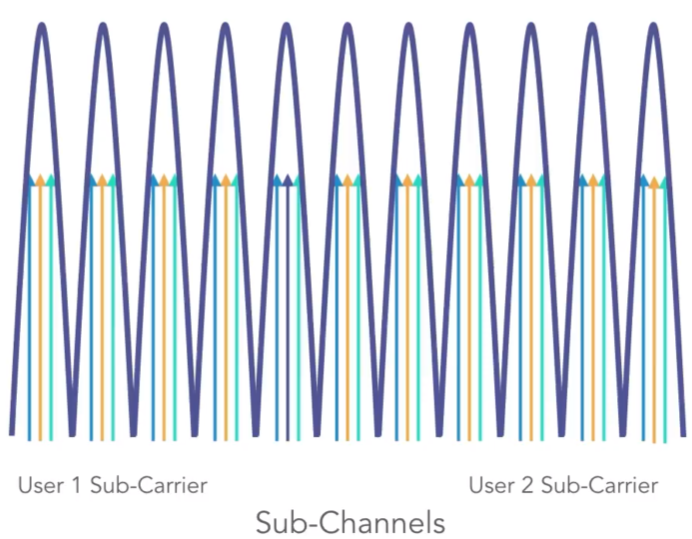 User 1 Sub-Carrier
User 2 Sub-Carrier
Sub-Channels